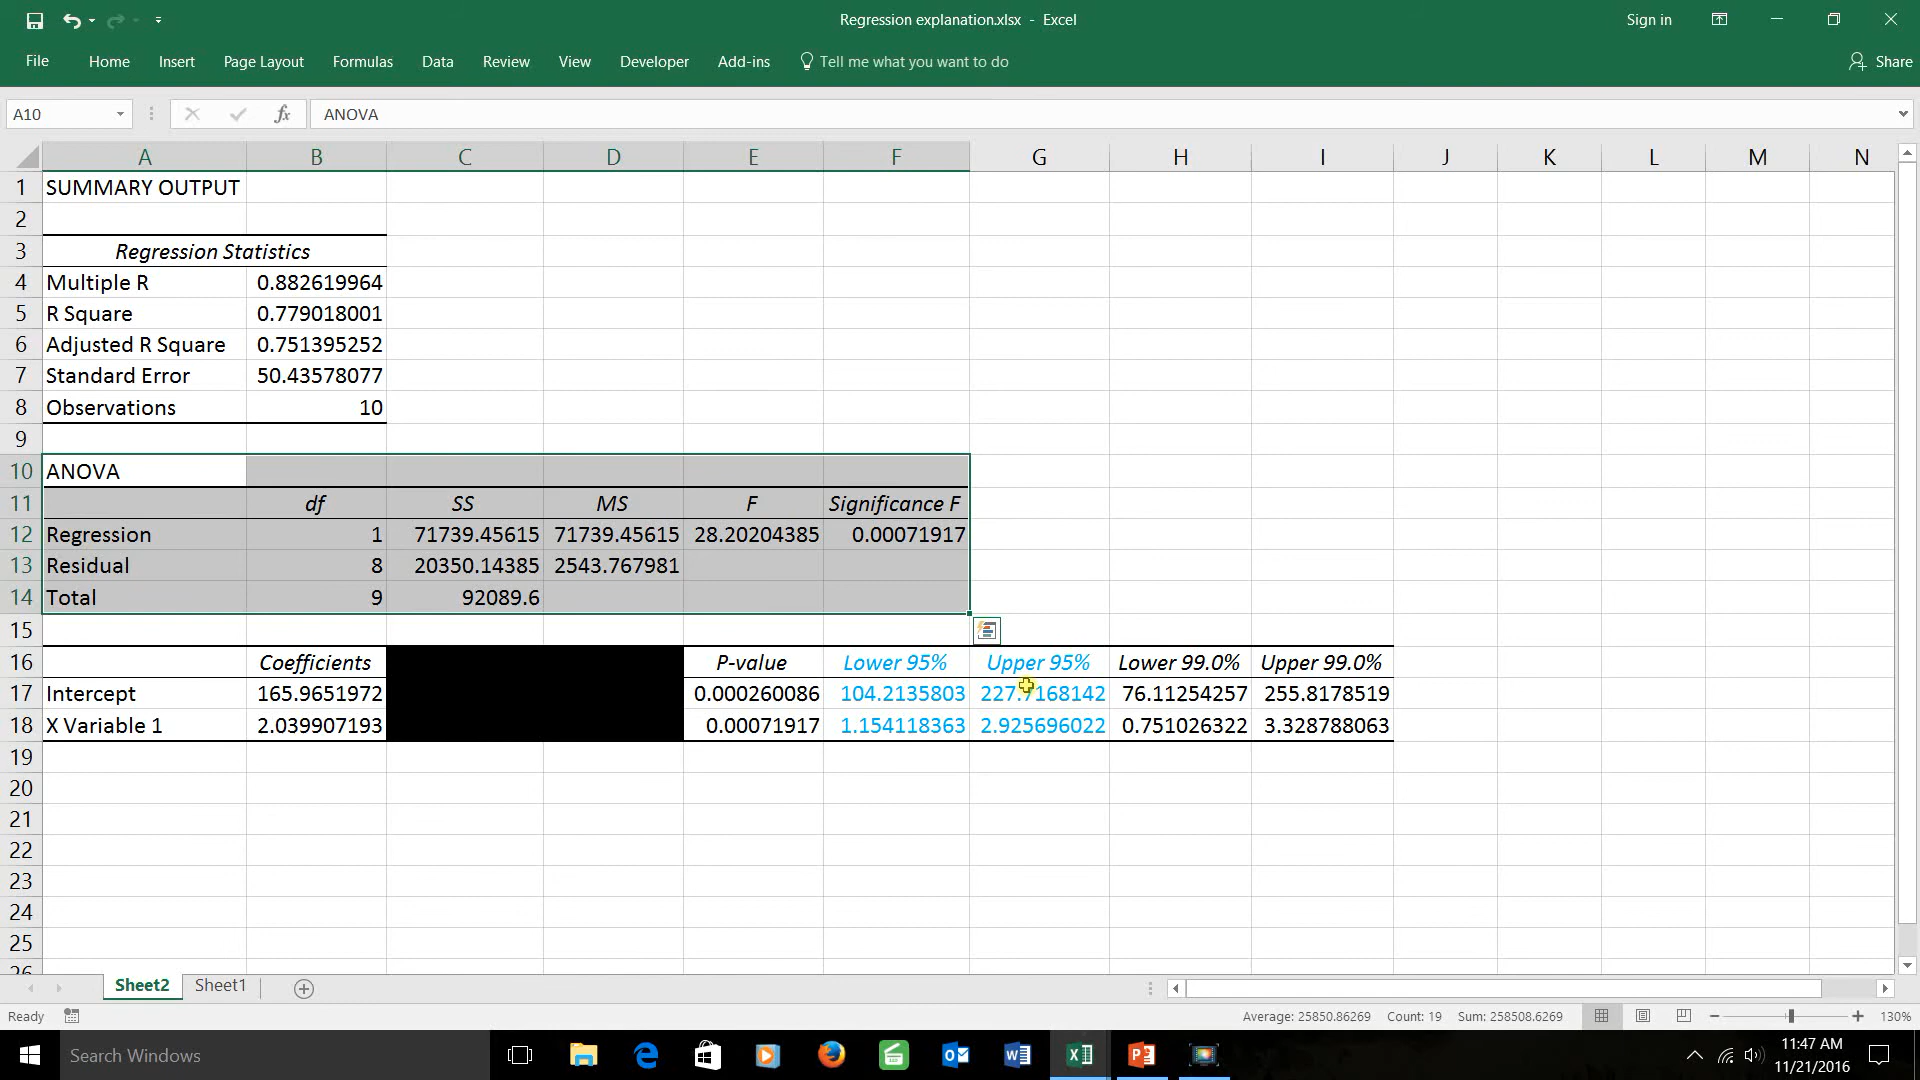 Regression explanation.xlsx - Excel
Sign in
File Home Insert Page Layout Formulas Data Review View Developer Add-ins Tell me what you want to do Share
A10 fx ANOVA
A B C D E F G H I J K L M N
1 SUMMARY OUTPUT
2
3 Regression Statistics
4 Multiple R 0.882619964
5 R Square 0.779018001
6 Adjusted R Square 0.751395252
7 Standard Error 50.43578077
8 Observations 10
9
10 ANOVA
11 df SS MS F Significance F
12 Regression 1 71739.45615 71739.45615 28.20204385 0.00071917
13 Residual 8 20350.14385 2543.767981
14 Total 9 92089.6
15
16 Coefficients P-value Lower 95% Upper 95% Lower 99.0% Upper 99.0%
17 Intercept 165.9651972 0.000260086 104.2135803 227.7168142 76.11254257 255.8178519
18 X Variable 1 2.039907193 0.00071917 1.154118363 2.925696022 0.751026322 3.328788063
19
20
21
22
23
24
25
26
Sheet2 Sheet1
Ready Average: 25850.86269 Count: 19 Sum: 258508.6269 130%
Search Windows
11:47 AM
11/21/2016